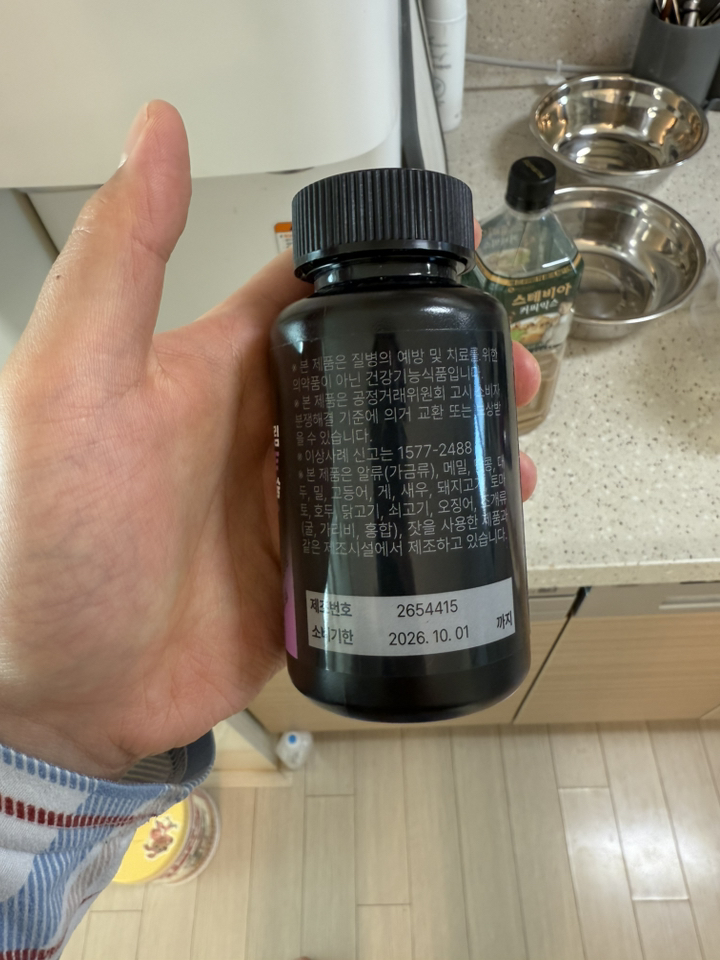 * 본 제품은 질병의 예방 및 치료를 위한
의약품이 아닌 건강기능식품입니다.
* 본 제품은 공정거래위원회 고시 소비자
분쟁해결 기준에 의거 교환 또는 보상받
을 수 있습니다.
* 이상사례 신고는 1577-2488
* 본 제품은 알류(가금류), 메밀, 땅콩, 대
두, 밀, 고등어, 게, 새우, 돼지고기, 토마
토, 호두, 닭고기, 쇠고기, 오징어, 조개류
(굴, 가리비, 홍합), 잣을 사용한 제품과
같은 제조시설에서 제조하고 있습니다.
제조번호 2654415
소비기한 2026. 10. 01 까지
스테비아
커피믹스